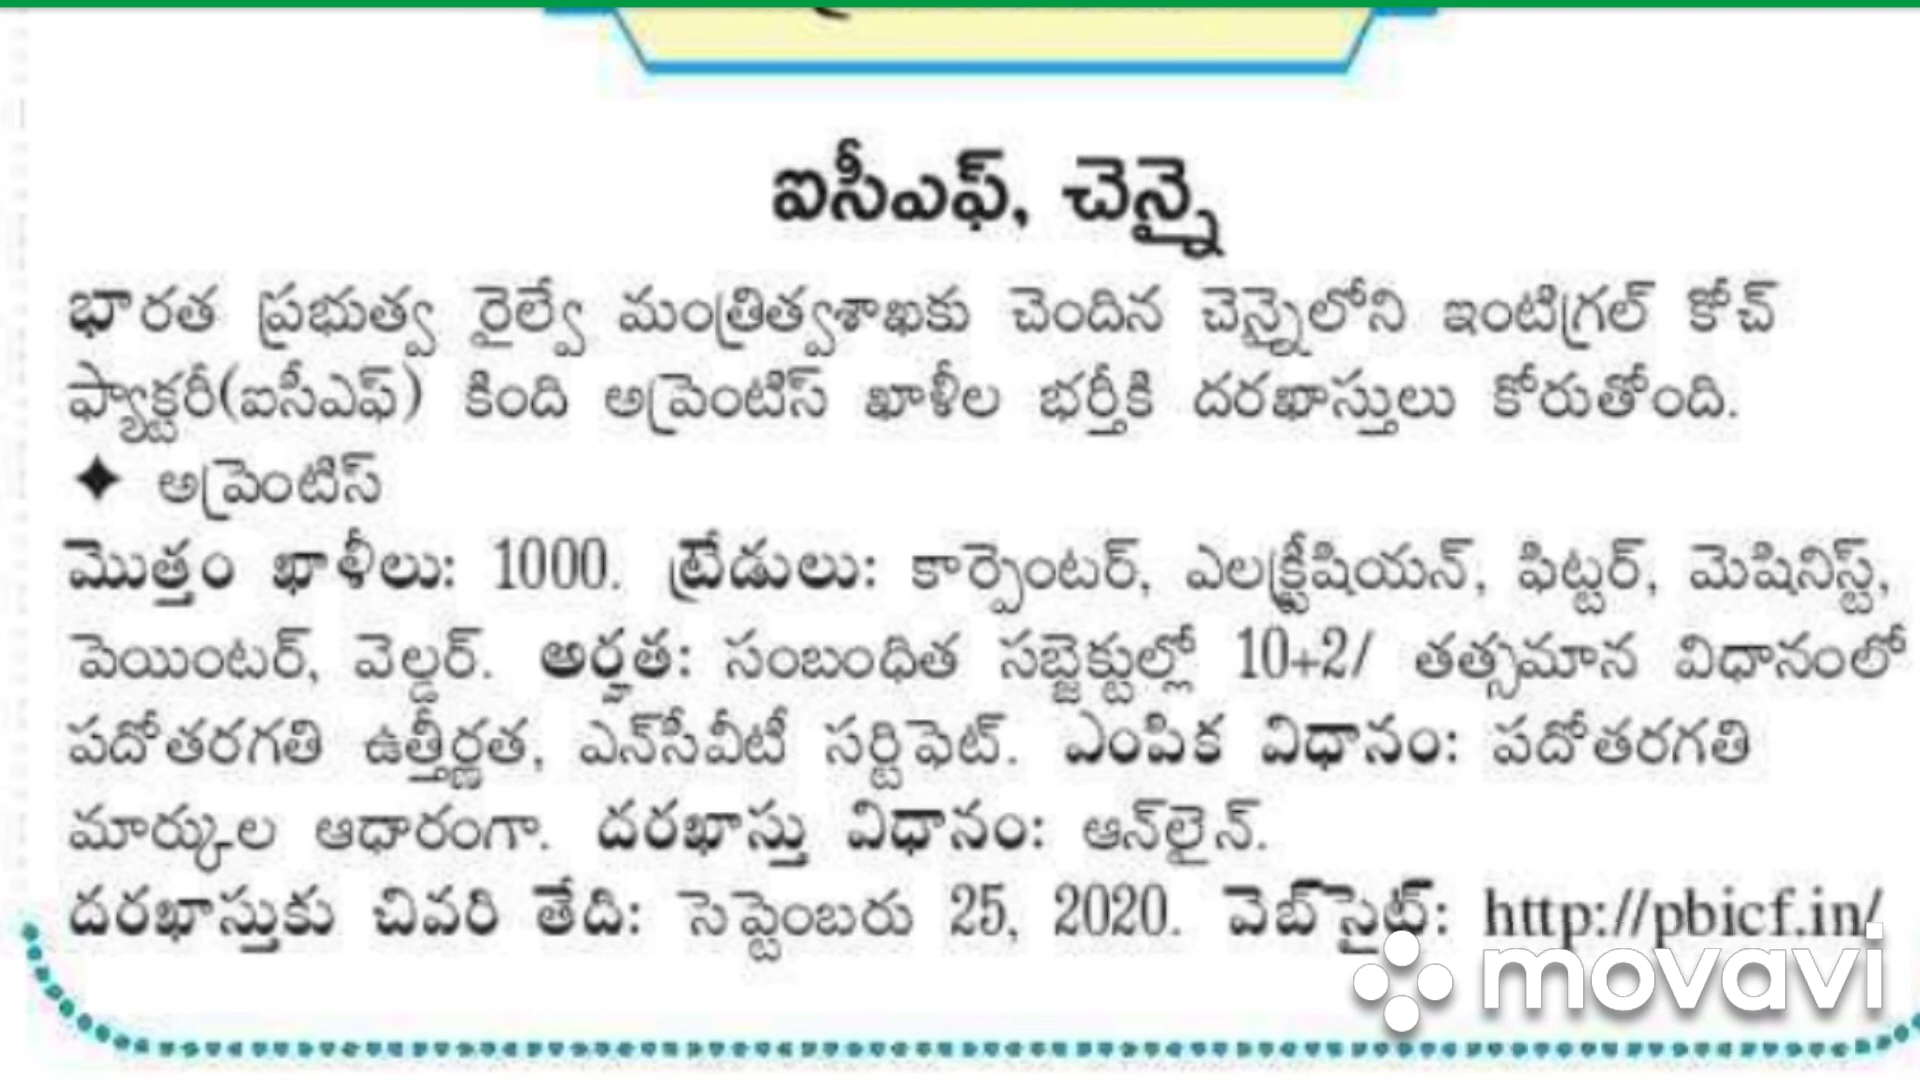 ఐసీఎఫ్, చెన్నై
భారత ప్రభుత్వ రైల్వే మంత్రిత్వశాఖకు చెందిన చెన్నైలోని ఇంటిగ్రల్ కోచ్
ఫ్యాక్టరీ(ఐసీఎఫ్) కింది అప్రెంటిస్ ఖాళీల భర్తీకి దరఖాస్తులు కోరుతోంది.
✦ అప్రెంటిస్
మొత్తం ఖాళీలు: 1000. ట్రేడులు: కార్పెంటర్, ఎలక్ట్రీషియన్, ఫిట్టర్, మెషినిస్ట్,
పెయింటర్, వెల్డర్. అర్హత: సంబంధిత సబ్జెక్టుల్లో 10+2/ తత్సమాన విధానంలో
పదోతరగతి ఉత్తీర్ణత, ఎన్‌సీవీటీ సర్టిఫెట్. ఎంపిక విధానం: పదోతరగతి
మార్కుల ఆధారంగా. దరఖాస్తు విధానం: ఆన్‌లైన్.
దరఖాస్తుకు చివరి తేది: సెప్టెంబరు 25, 2020. వెబ్‌సైట్: http://pbicf.in/
movavi